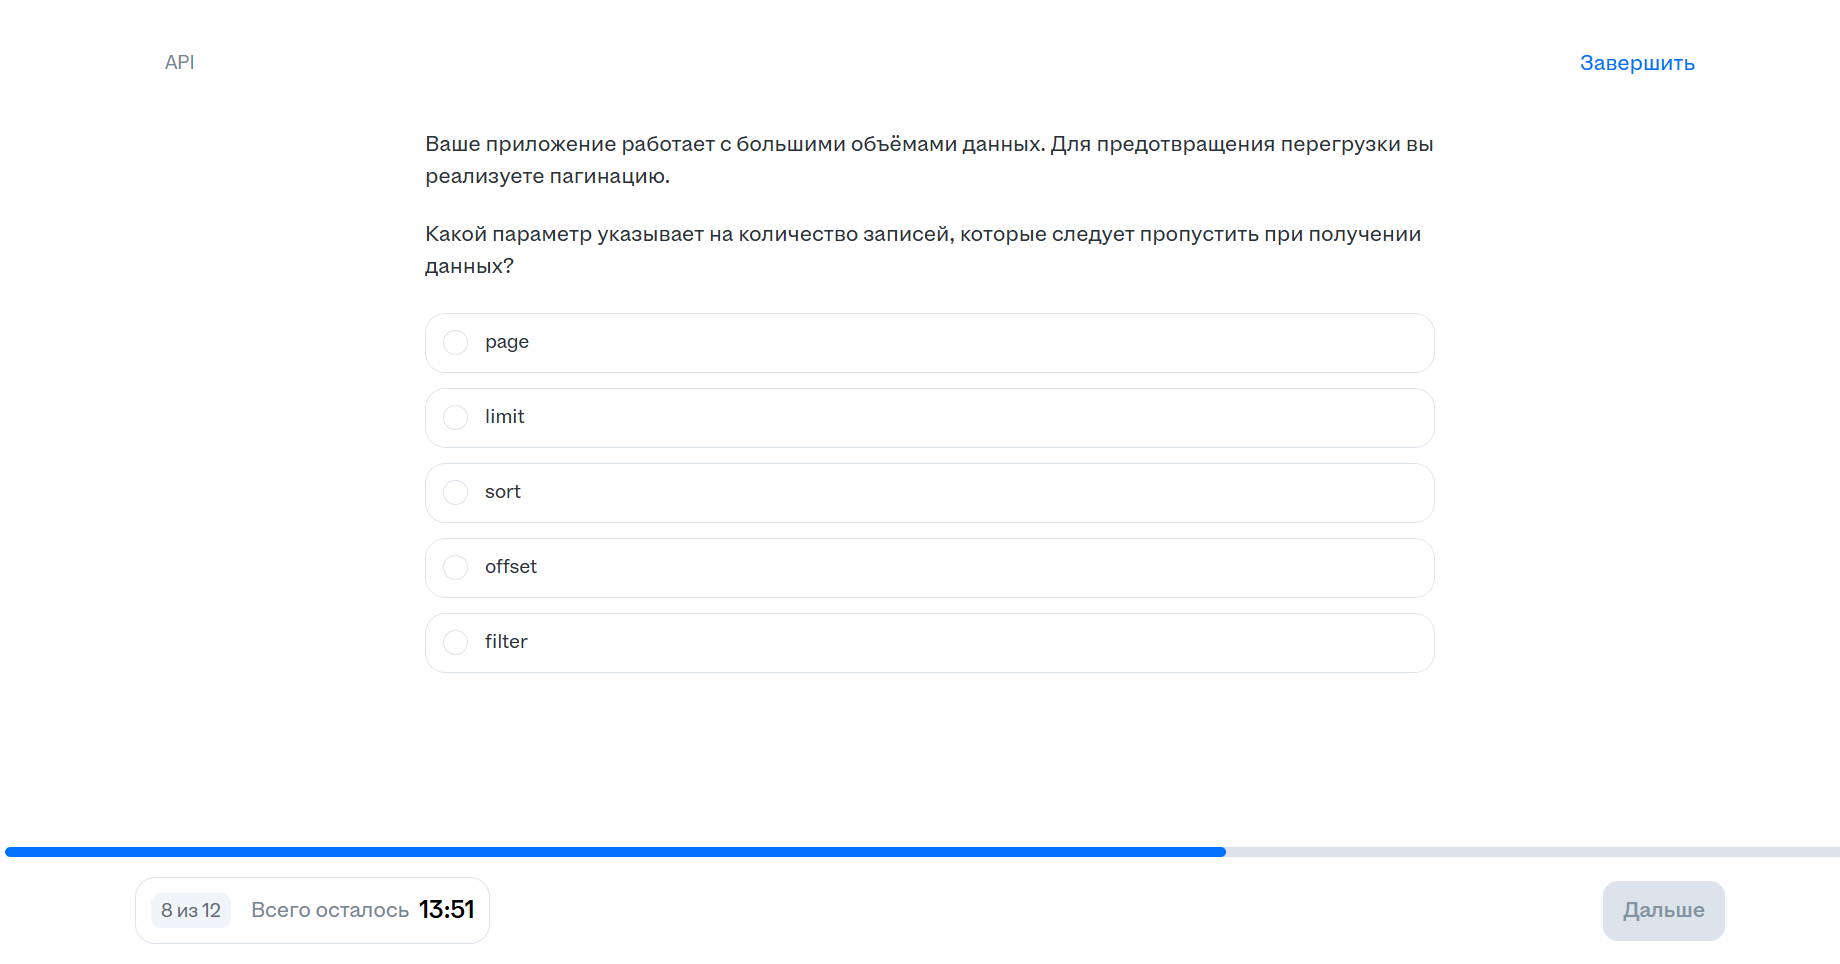 API
Завершить
Ваше приложение работает с большими объёмами данных. Для предотвращения перегрузки вы
реализуете пагинацию.
Какой параметр указывает на количество записей, которые следует пропустить при получении
данных?
page
limit
sort
offset
filter
8 из 12 Всего осталось 13:51
Дальше